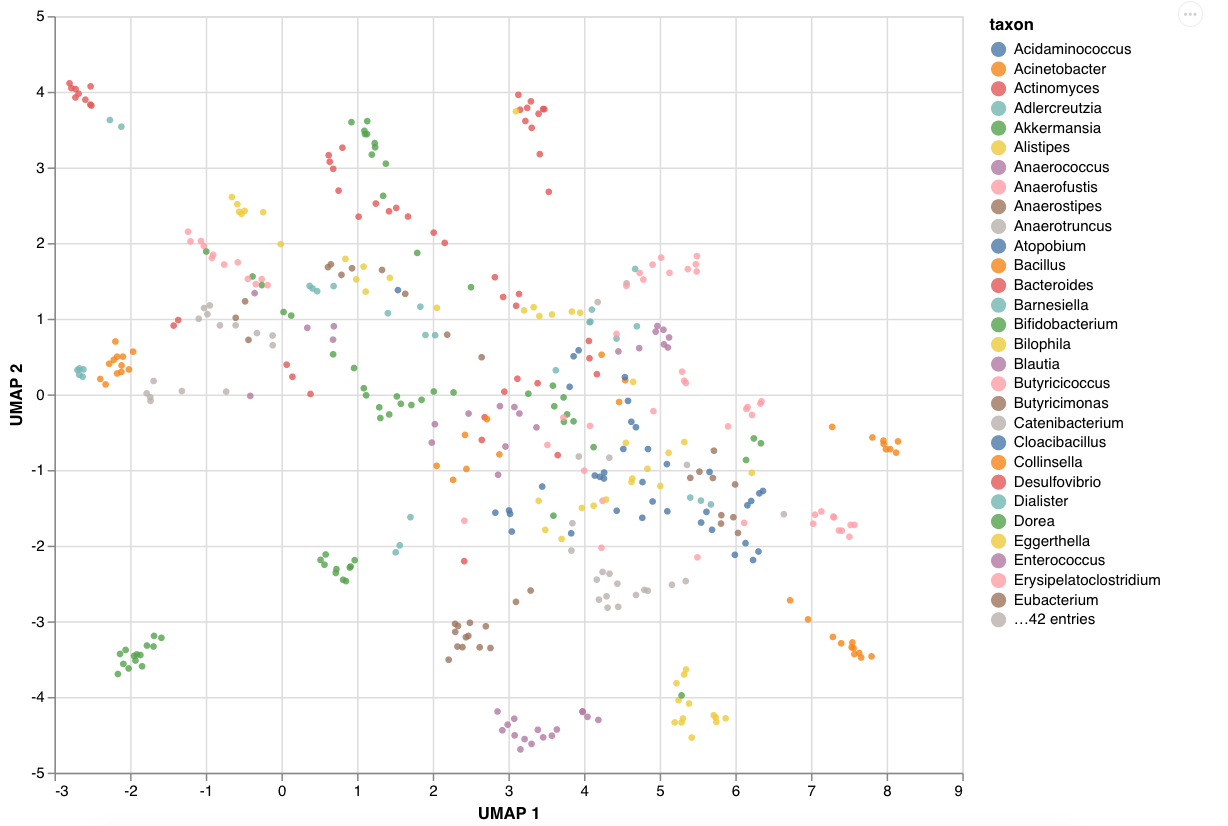 5
4
3
2
1
0
-1
-2
-3
-4
-5
UMAP 2
-3 -2 -1 0 1 2 3 4 5 6 7 8 9
UMAP 1
taxon
Acidaminococcus
Acinetobacter
Actinomyces
Adlercreutzia
Akkermansia
Alistipes
Anaerococcus
Anaerofustis
Anaerostipes
Anaerotruncus
Atopobium
Bacillus
Bacteroides
Barnesiella
Bifidobacterium
Bilophila
Blautia
Butyricicoccus
Butyricimonas
Catenibacterium
Cloacibacillus
Collinsella
Desulfovibrio
Dialister
Dorea
Eggerthella
Enterococcus
Erysipelatoclostridium
Eubacterium
…42 entries